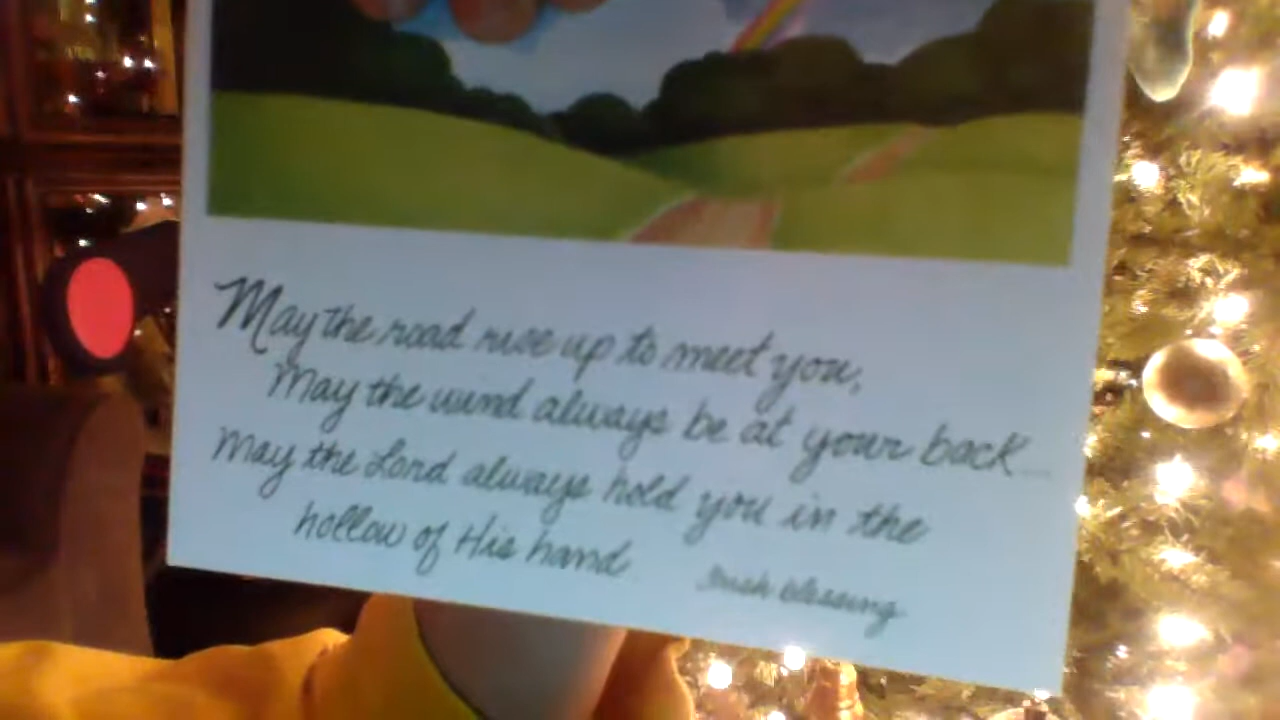 May the road rise up to meet you,
May the wind always be at your back...
May the Lord always hold you in the
hollow of His hand
Irish blessing